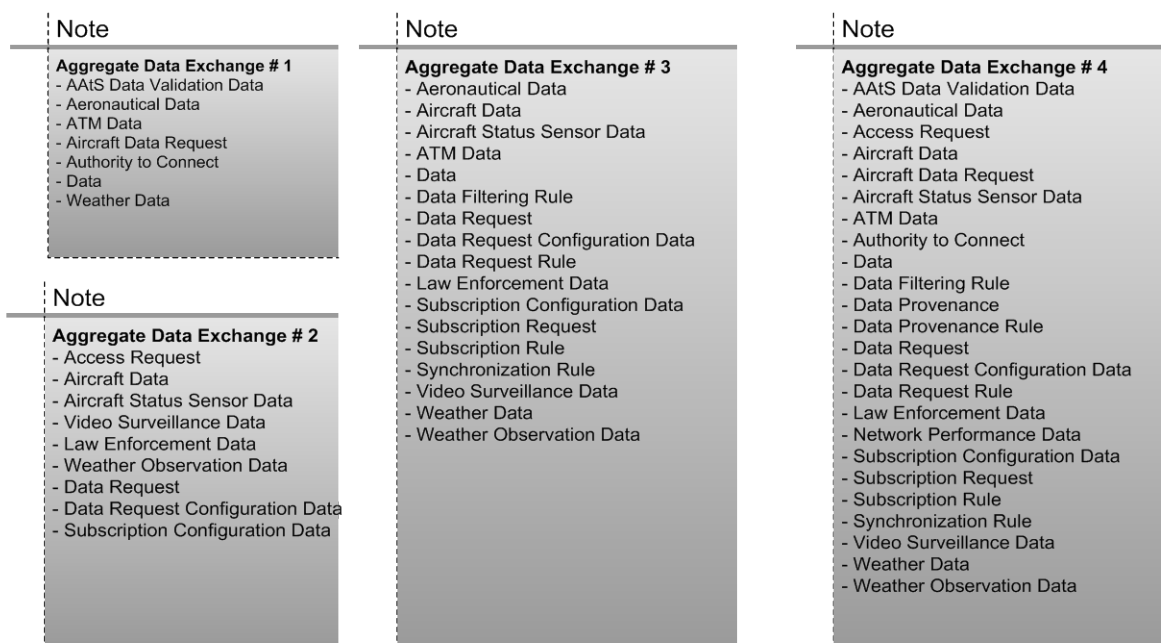 Note
Aggregate Data Exchange # 1
- AAtS Data Validation Data
- Aeronautical Data
- ATM Data
- Aircraft Data Request
- Authority to Connect
- Data
- Weather Data
Note
Aggregate Data Exchange # 2
- Access Request
- Aircraft Data
- Aircraft Status Sensor Data
- Video Surveillance Data
- Law Enforcement Data
- Weather Observation Data
- Data Request
- Data Request Configuration Data
- Subscription Configuration Data
Note
Aggregate Data Exchange # 3
- Aeronautical Data
- Aircraft Data
- Aircraft Status Sensor Data
- ATM Data
- Data
- Data Filtering Rule
- Data Request
- Data Request Configuration Data
- Data Request Rule
- Law Enforcement Data
- Subscription Configuration Data
- Subscription Request
- Subscription Rule
- Synchronization Rule
- Video Surveillance Data
- Weather Data
- Weather Observation Data
Note
Aggregate Data Exchange # 4
- AAtS Data Validation Data
- Aeronautical Data
- Access Request
- Aircraft Data
- Aircraft Data Request
- Aircraft Status Sensor Data
- ATM Data
- Authority to Connect
- Data
- Data Filtering Rule
- Data Provenance
- Data Provenance Rule
- Data Request
- Data Request Configuration Data
- Data Request Rule
- Law Enforcement Data
- Network Performance Data
- Subscription Configuration Data
- Subscription Request
- Subscription Rule
- Synchronization Rule
- Video Surveillance Data
- Weather Data
- Weather Observation Data